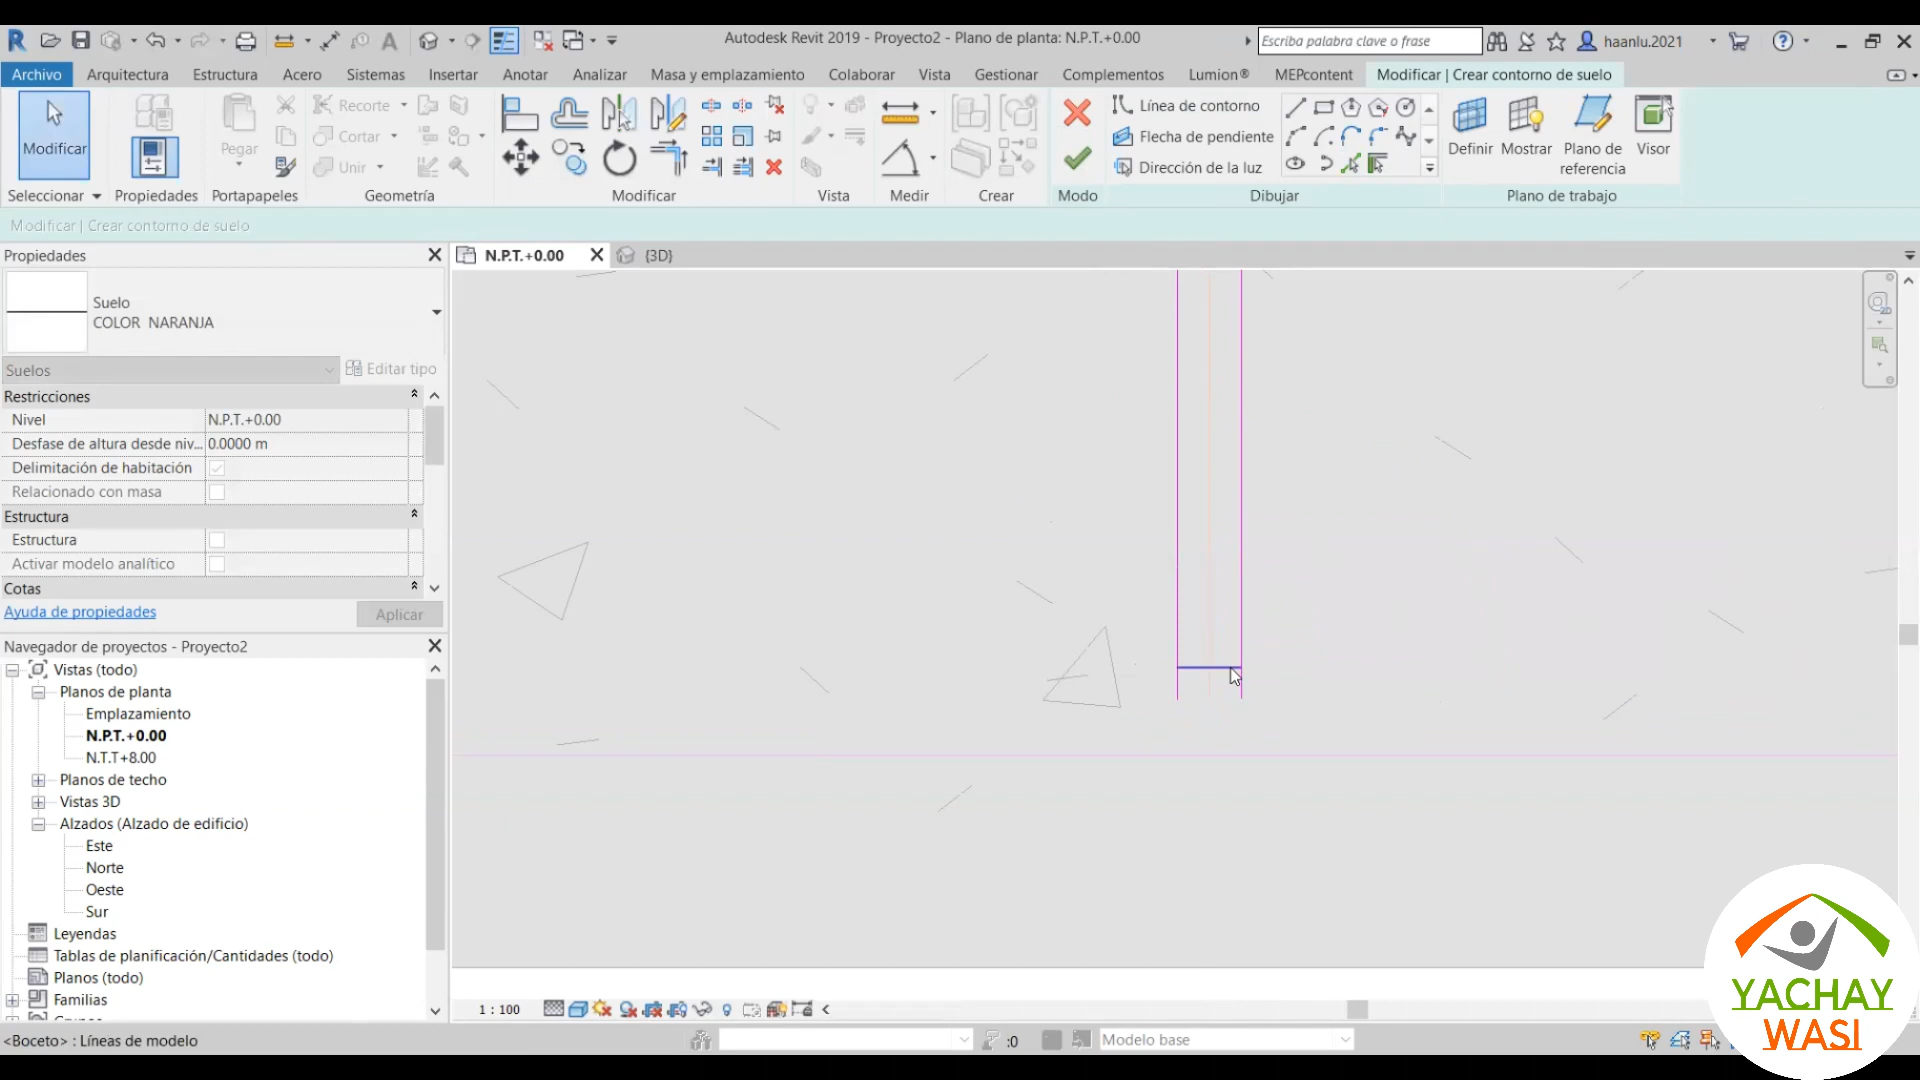 Autodesk Revit 2019 - Proyecto2 - Plano de planta: N.P.T.+0.00
Escriba palabra clave o frase
haanlu.2021
Archivo Arquitectura Estructura Acero Sistemas Insertar Anotar Analizar Masa y emplazamiento Colaborar Vista Gestionar Complementos Lumion® MEPcontent Modificar | Crear contorno de suelo
Modificar
Pegar
Recorte
Cortar
Unir
Línea de contorno
Flecha de pendiente
Dirección de la luz
Definir Mostrar Plano de referencia Visor
Seleccionar Propiedades Portapapeles Geometría Modificar Vista Medir Crear Modo Dibujar Plano de trabajo
Modificar | Crear contorno de suelo
Propiedades
N.P.T.+0.00
{3D}
Suelo
COLOR NARANJA
Suelos
Editar tipo
Restricciones
Nivel N.P.T.+0.00
Desfase de altura desde niv... 0.0000 m
Delimitación de habitación
Relacionado con masa
Estructura
Estructura
Activar modelo analítico
Cotas
Ayuda de propiedades
Aplicar
Navegador de proyectos - Proyecto2
Vistas (todo)
Planos de planta
Emplazamiento
N.P.T.+0.00
N.T.T+8.00
Planos de techo
Vistas 3D
Alzados (Alzado de edificio)
Este
Norte
Oeste
Sur
Leyendas
Tablas de planificación/Cantidades (todo)
Planos (todo)
Familias
1 : 100
<Boceto> : Líneas de modelo
:0
Modelo base
YACHAY
WASI